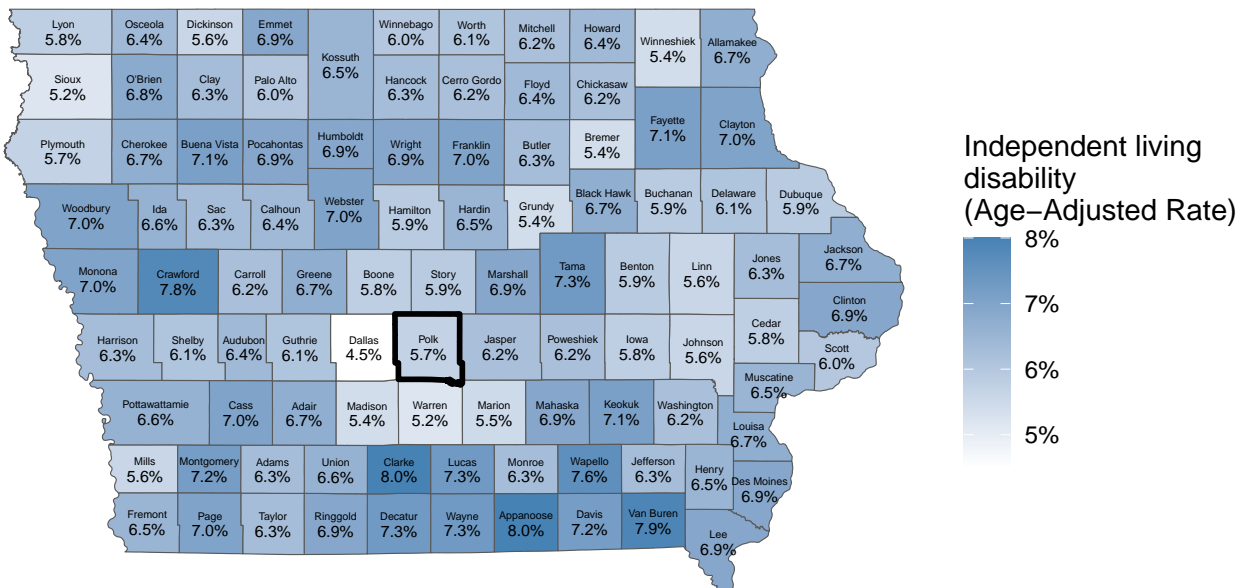 Lyon
5.8%
Osceola
6.4%
Dickinson
5.6%
Emmet
6.9%
Kossuth
6.5%
Winnebago
6.0%
Worth
6.1%
Mitchell
6.2%
Howard
6.4%
Winneshiek
5.4%
Allamakee
6.7%
Sioux
5.2%
O'Brien
6.8%
Clay
6.3%
Palo Alto
6.0%
Hancock
6.3%
Cerro Gordo
6.2%
Floyd
6.4%
Chickasaw
6.2%
Fayette
7.1%
Clayton
7.0%
Plymouth
5.7%
Cherokee
6.7%
Buena Vista
7.1%
Pocahontas
6.9%
Humboldt
6.9%
Wright
6.9%
Franklin
7.0%
Butler
6.3%
Bremer
5.4%
Woodbury
7.0%
Ida
6.6%
Sac
6.3%
Calhoun
6.4%
Webster
7.0%
Hamilton
5.9%
Hardin
6.5%
Grundy
5.4%
Black Hawk
6.7%
Buchanan
5.9%
Delaware
6.1%
Dubuque
5.9%
Monona
7.0%
Crawford
7.8%
Carroll
6.2%
Greene
6.7%
Boone
5.8%
Story
5.9%
Marshall
6.9%
Tama
7.3%
Benton
5.9%
Linn
5.6%
Jones
6.3%
Jackson
6.7%
Clinton
6.9%
Harrison
6.3%
Shelby
6.1%
Audubon
6.4%
Guthrie
6.1%
Dallas
4.5%
Polk
5.7%
Jasper
6.2%
Poweshiek
6.2%
Iowa
5.8%
Johnson
5.6%
Cedar
5.8%
Scott
6.0%
Muscatine
6.5%
Pottawattamie
6.6%
Cass
7.0%
Adair
6.7%
Madison
5.4%
Warren
5.2%
Marion
5.5%
Mahaska
6.9%
Keokuk
7.1%
Washington
6.2%
Louisa
6.7%
Mills
5.6%
Montgomery
7.2%
Adams
6.3%
Union
6.6%
Clarke
8.0%
Lucas
7.3%
Monroe
6.3%
Wapello
7.6%
Jefferson
6.3%
Henry
6.5%
Des Moines
6.9%
Fremont
6.5%
Page
7.0%
Taylor
6.3%
Ringgold
6.9%
Decatur
7.3%
Wayne
7.3%
Appanoose
8.0%
Davis
7.2%
Van Buren
7.9%
Lee
6.9%
Independent living
disability
(Age−Adjusted Rate)
8%
7%
6%
5%